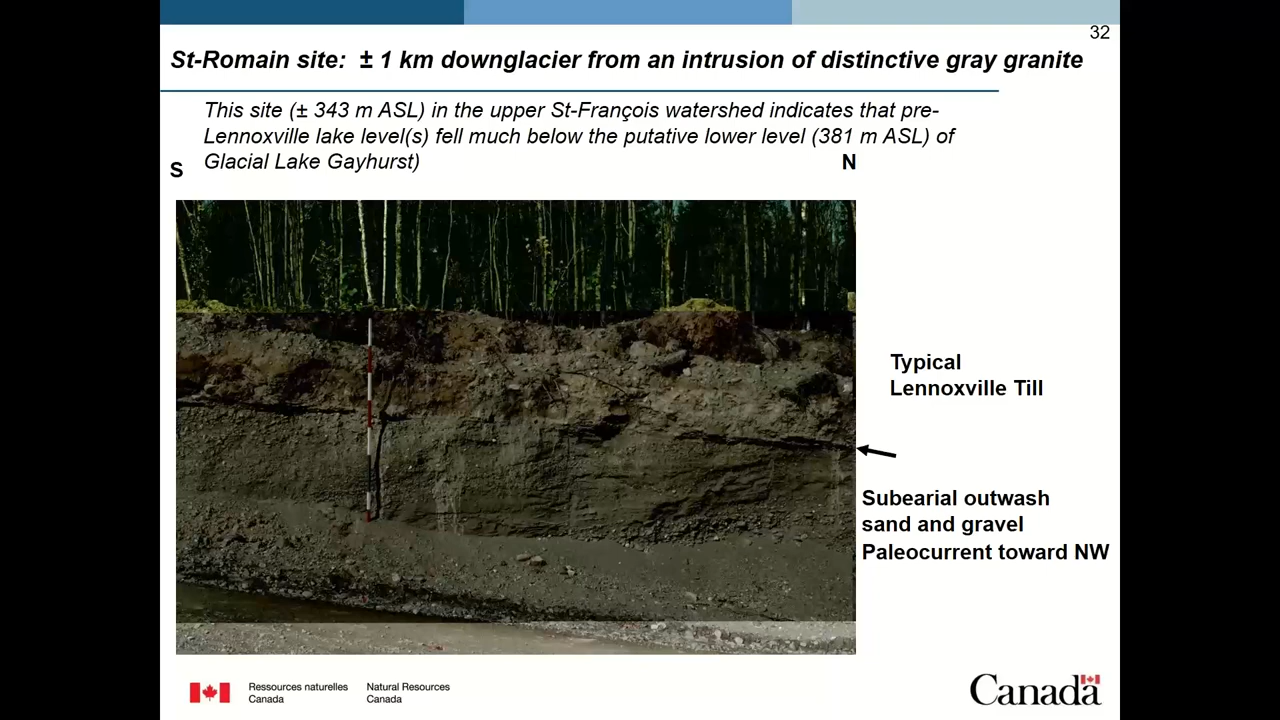 32
St-Romain site: ± 1 km downglacier from an intrusion of distinctive gray granite
This site (± 343 m ASL) in the upper St-François watershed indicates that pre-
Lennoxville lake level(s) fell much below the putative lower level (381 m ASL) of
Glacial Lake Gayhurst)
S
N
Typical
Lennoxville Till
Subearial outwash
sand and gravel
Paleocurrent toward NW
Ressources naturelles
Canada
Natural Resources
Canada
Canada